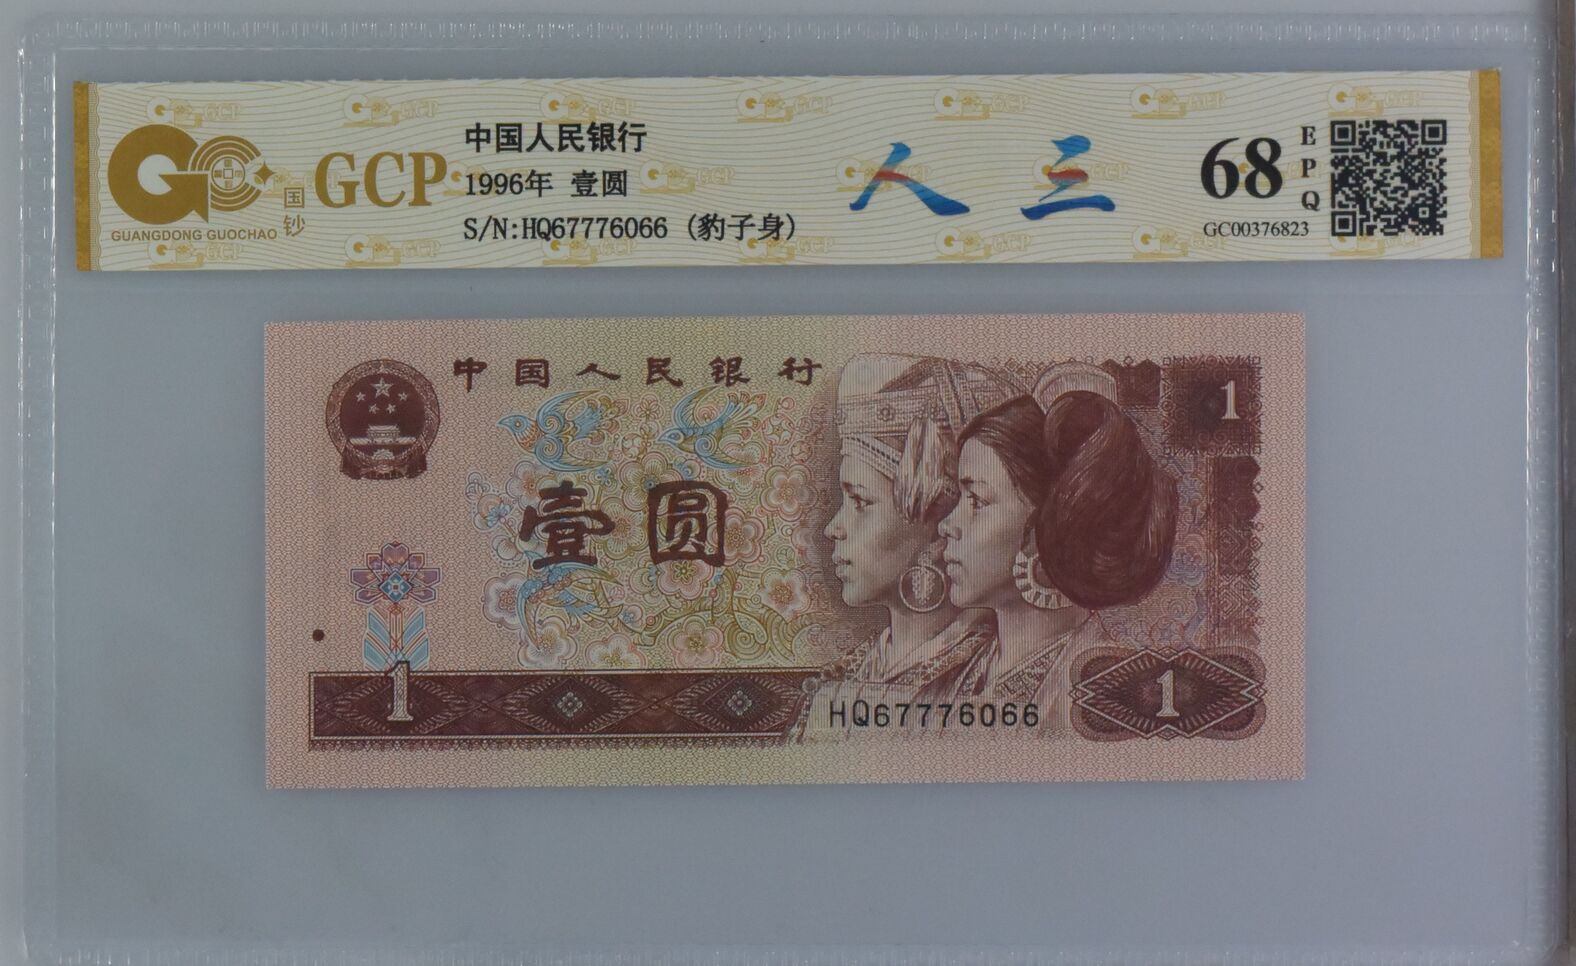 GCP
国钞
GUANGDONG GUOCHAO
中国人民银行
1996年 壹圆
S/N:HQ67776066 (豹子身)
人三
68
EPQ
GC00376823
中国人民银行
1
壹圆
1
HQ67776066
1